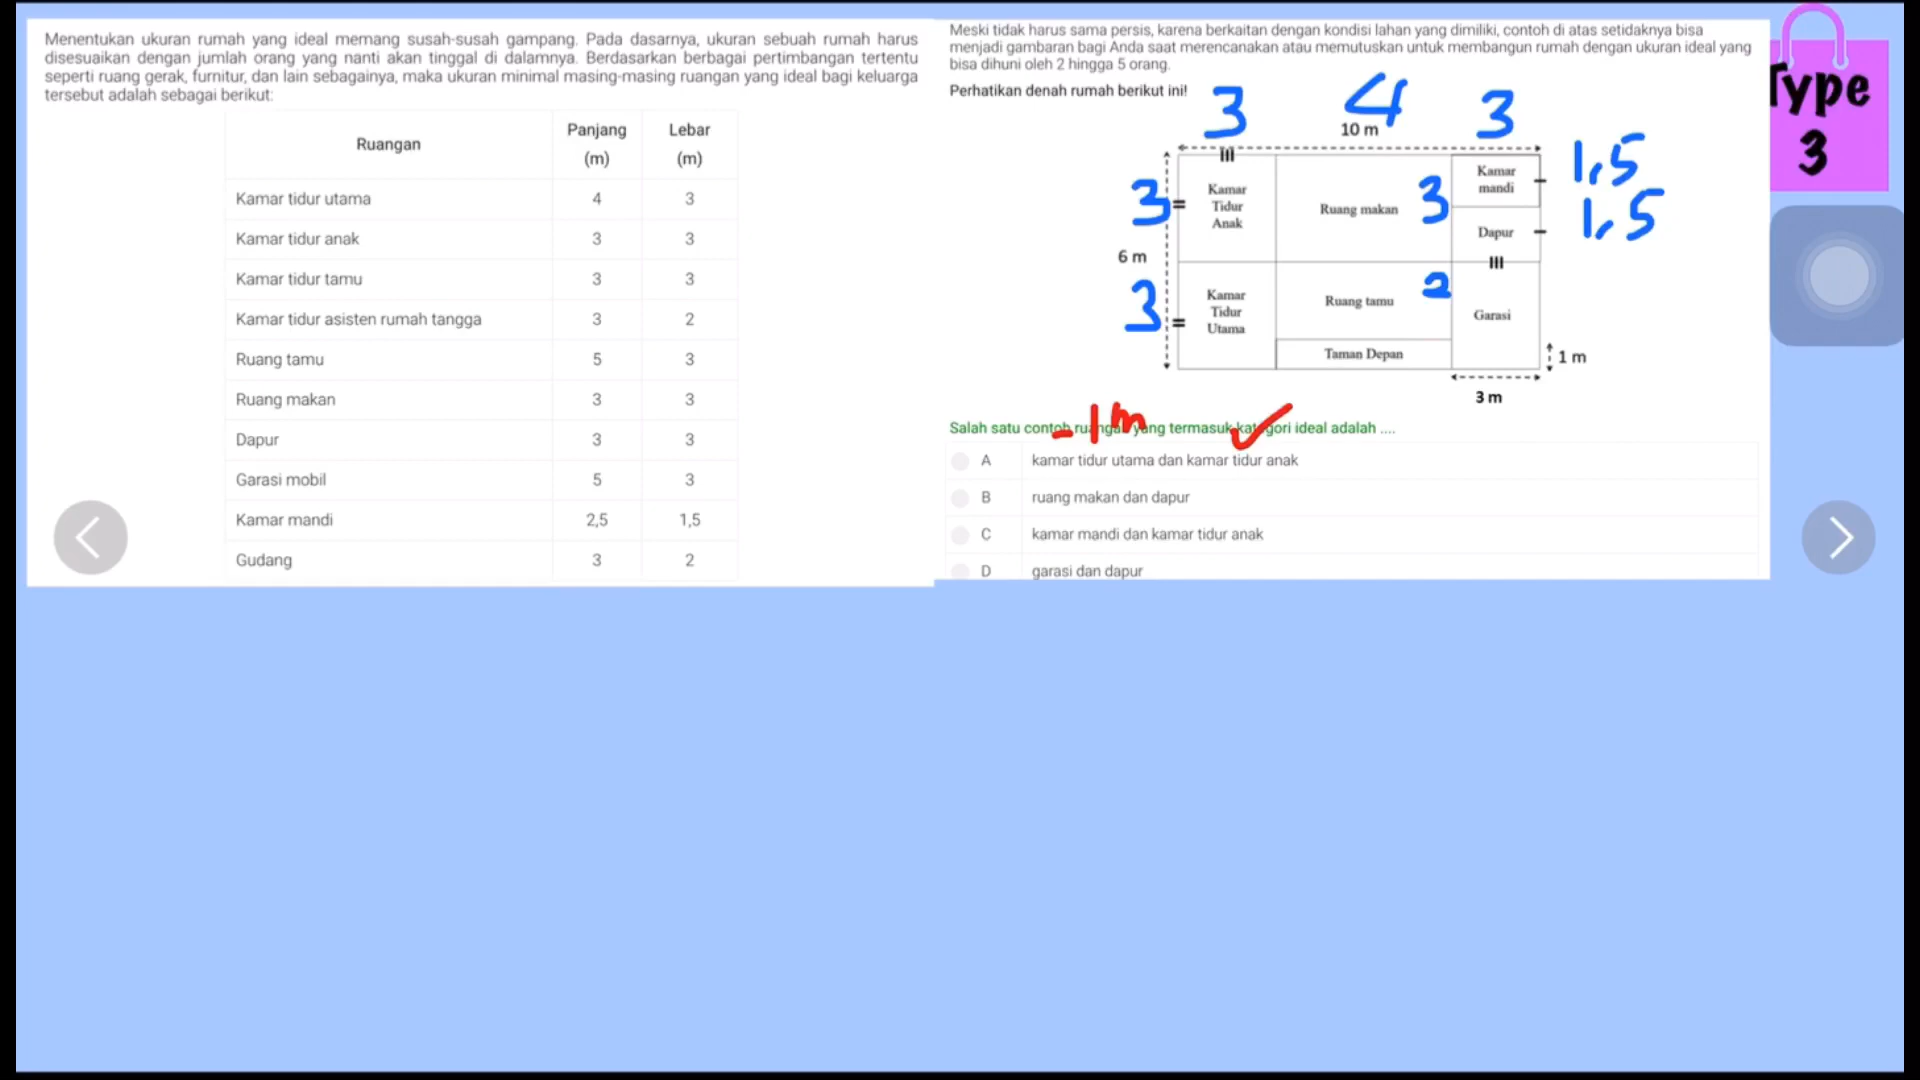 Menentukan ukuran rumah yang ideal memang susah-susah gampang. Pada dasarnya, ukuran sebuah rumah harus
disesuaikan dengan jumlah orang yang nanti akan tinggal di dalamnya. Berdasarkan berbagai pertimbangan tertentu
seperti ruang gerak, furnitur, dan lain sebagainya, maka ukuran minimal masing-masing ruangan yang ideal bagi keluarga
tersebut adalah sebagai berikut:
Ruangan Panjang (m) Lebar (m)
Kamar tidur utama 4 3
Kamar tidur anak 3 3
Kamar tidur tamu 3 3
Kamar tidur asisten rumah tangga 3 2
Ruang tamu 5 3
Ruang makan 3 3
Dapur 3 3
Garasi mobil 5 3
Kamar mandi 2,5 1,5
Gudang 3 2
Meski tidak harus sama persis, karena berkaitan dengan kondisi lahan yang dimiliki, contoh di atas setidaknya bisa
menjadi gambaran bagi Anda saat merencanakan atau memutuskan untuk membangun rumah dengan ukuran ideal yang
bisa dihuni oleh 2 hingga 5 orang.
Perhatikan denah rumah berikut ini!
3 4 3
10 m
Kamar
Tidur
Anak
3
Ruang makan
3
Kamar
mandi
1,5
Dapur
1,5
6 m
3
Kamar
Tidur
Utama
Ruang tamu
2
Garasi
Taman Depan
1 m
3 m
-1m
Salah satu contoh ruangan yang termasuk kategori ideal adalah ....
A kamar tidur utama dan kamar tidur anak
B ruang makan dan dapur
C kamar mandi dan kamar tidur anak
D garasi dan dapur
Type
3